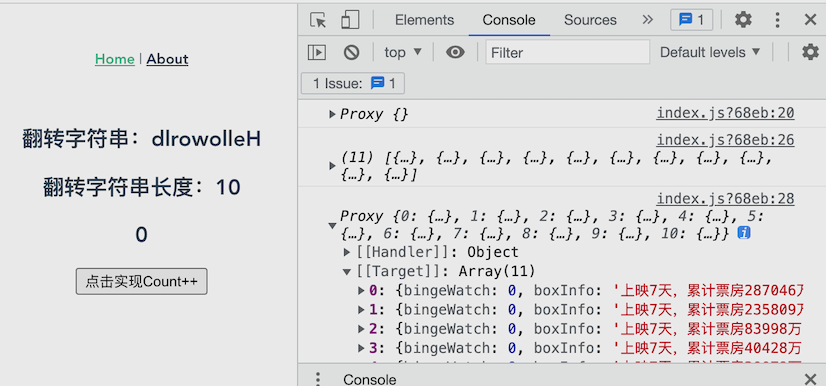 Home | About
翻转字符串：dlrowolleH
翻转字符串长度：10
0
点击实现Count++
Elements Console Sources » 1
top Filter Default levels
1 Issue: 1
Proxy {} index.js?68eb:20
index.js?68eb:26
(11) [{…}, {…}, {…}, {…}, {…}, {…}, {…}, {…}, {…},
{…}, {…}]
index.js?68eb:28
Proxy {0: {…}, 1: {…}, 2: {…}, 3: {…}, 4: {…}, 5:
{…}, 6: {…}, 7: {…}, 8: {…}, 9: {…}, 10: {…}} i
[[Handler]]: Object
[[Target]]: Array(11)
0: {bingeWatch: 0, boxInfo: '上映7天，累计票房287046万
1: {bingeWatch: 0, boxInfo: '上映7天，累计票房235809万
2: {bingeWatch: 0, boxInfo: '上映7天，累计票房83998万
3: {bingeWatch: 0, boxInfo: '上映7天，累计票房40428万
Console